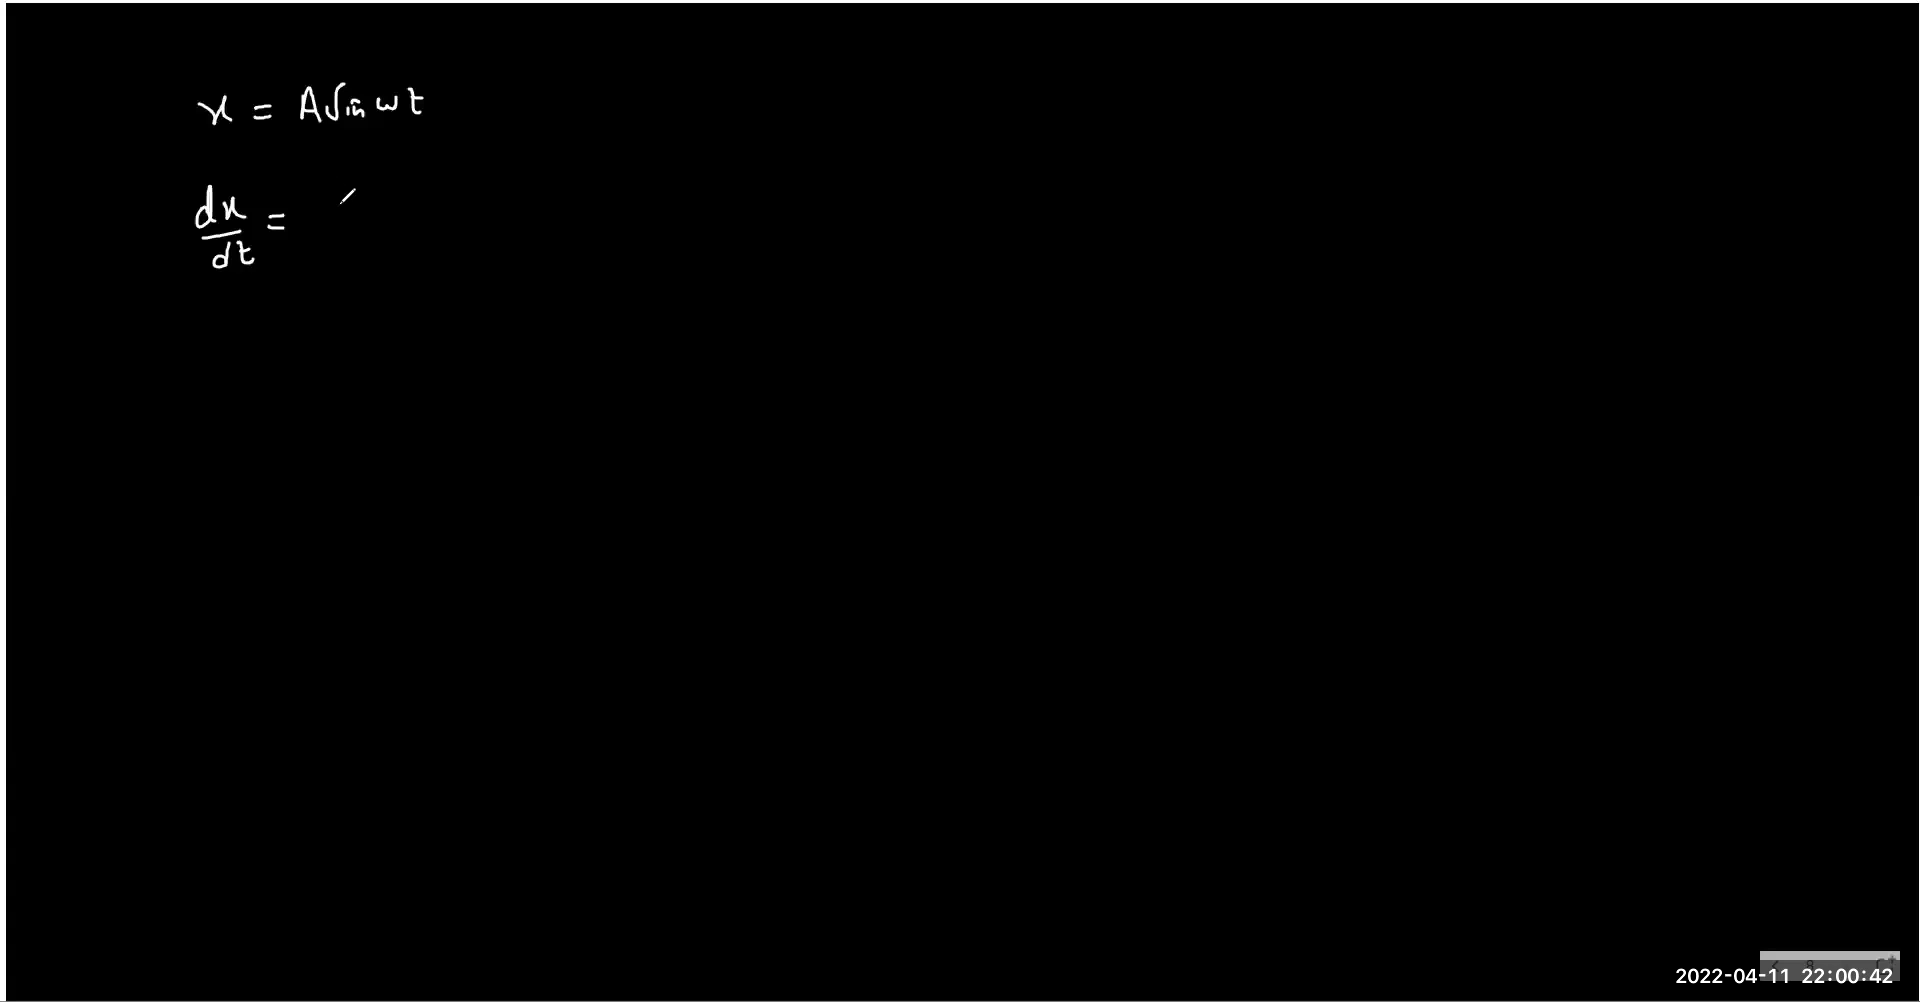 x = A sin ωt
dx/dt =
2022-04-11 22:00:42